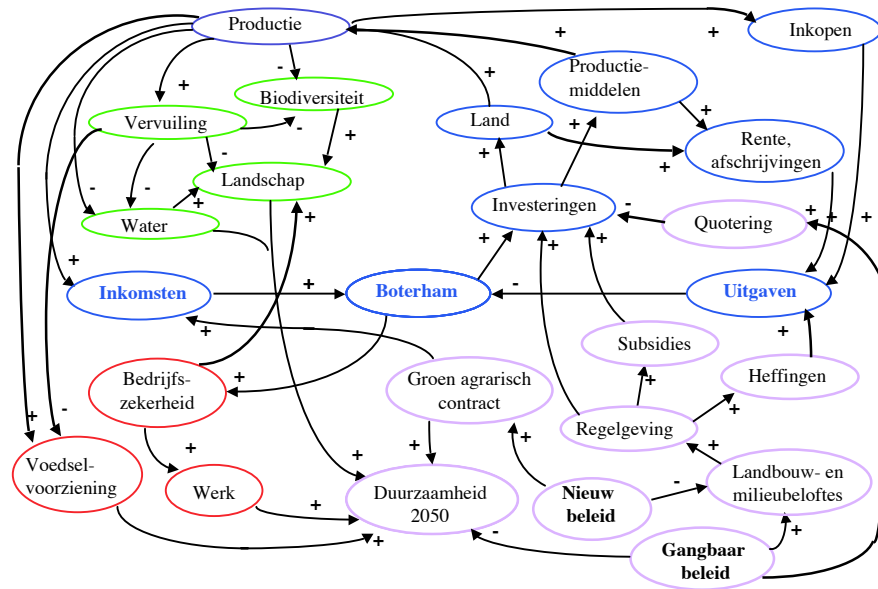 Productie
+
+
Inkopen
-
+
Productie-
middelen
+
Biodiversiteit
+
+
Vervuiling
-
+
Land
+
+
Rente,
afschrijvingen
-
Landschap
+
+
-
-
Water
+
+
Investeringen
-
Quotering
+
+
+
+
+
+
+
Inkomsten
+
Boterham
-
Uitgaven
+
–
+
Subsidies
Bedrijfs-
zekerheid
+
Groen agrarisch
contract
+
Heffingen
+
-
+
+
Regelgeving
+
+
+
Voedsel-
voorziening
+
Werk
+
Duurzaamheid
2050
Nieuw
beleid
-
Landbouw- en
milieubeloftes
+
-
+
Gangbaar
beleid